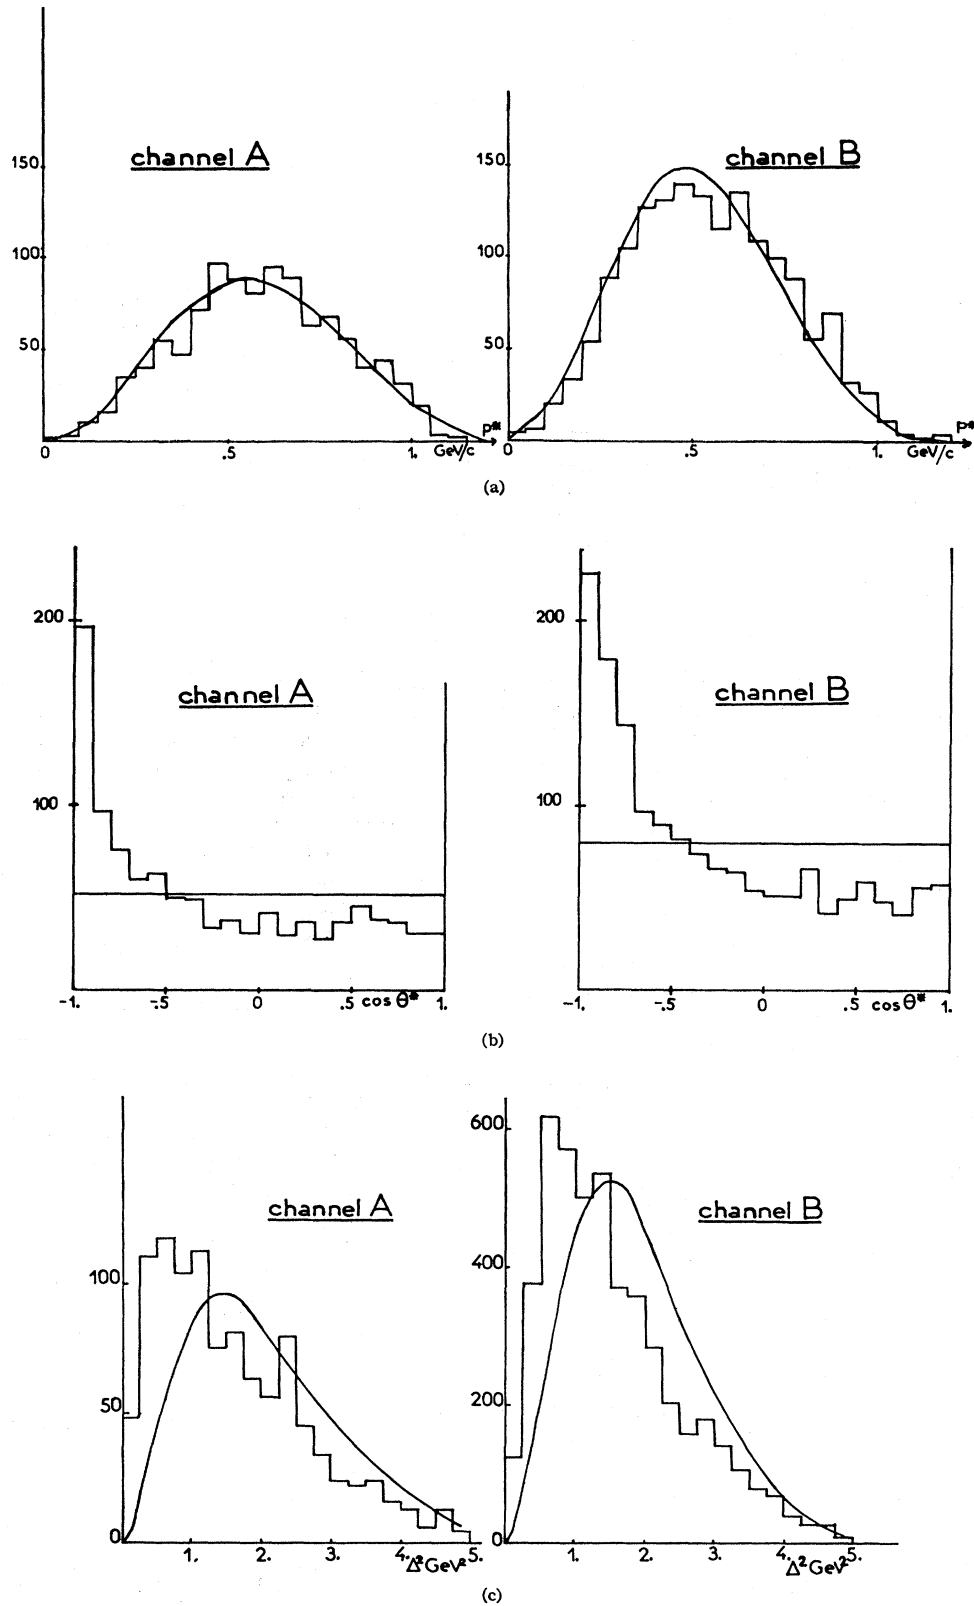 channel A
150.
100.
50.
0.
.5
1.
p*
GeV/c
channel B
150.
100.
50.
0
.5
1.
p*
GeV/c
(a)
200
channel A
100
-1.
-.5
0
.5
cos θ*
1.
200
channel B
100
-1.
-.5
0
.5
cosθ*
1.
(b)
channel A
100
50
0
1.
2.
3.
4.
Δ² GeV²
5.
600
channel B
400
200
0
1.
2.
3.
4.
Δ² GeV²
5.
(c)